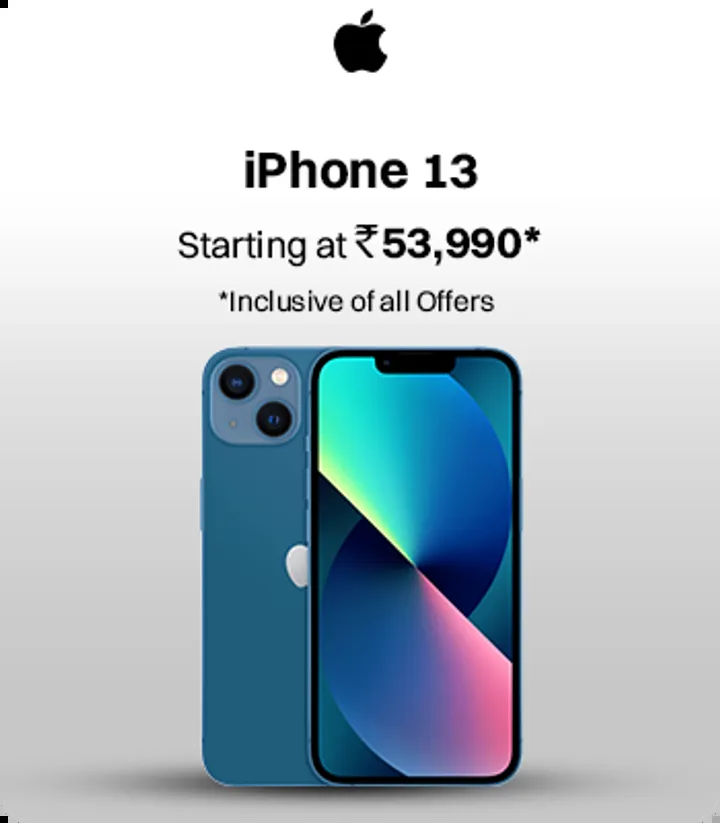 iPhone 13
Starting at ₹53,990*
*Inclusive of all Offers